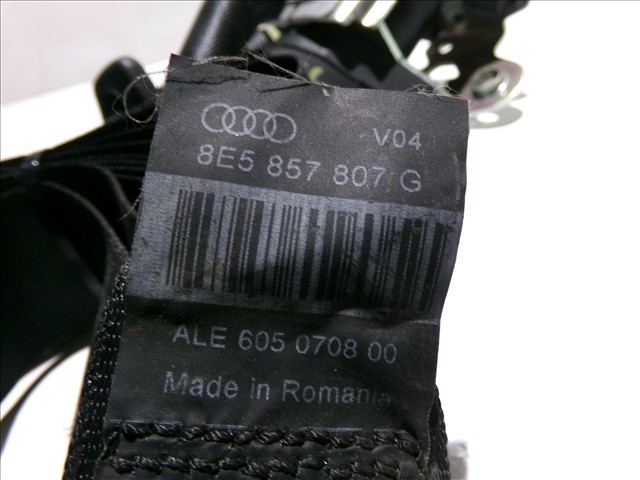 V04
8E5 857 807 G
ALE 605 0708 00
Made in Romania